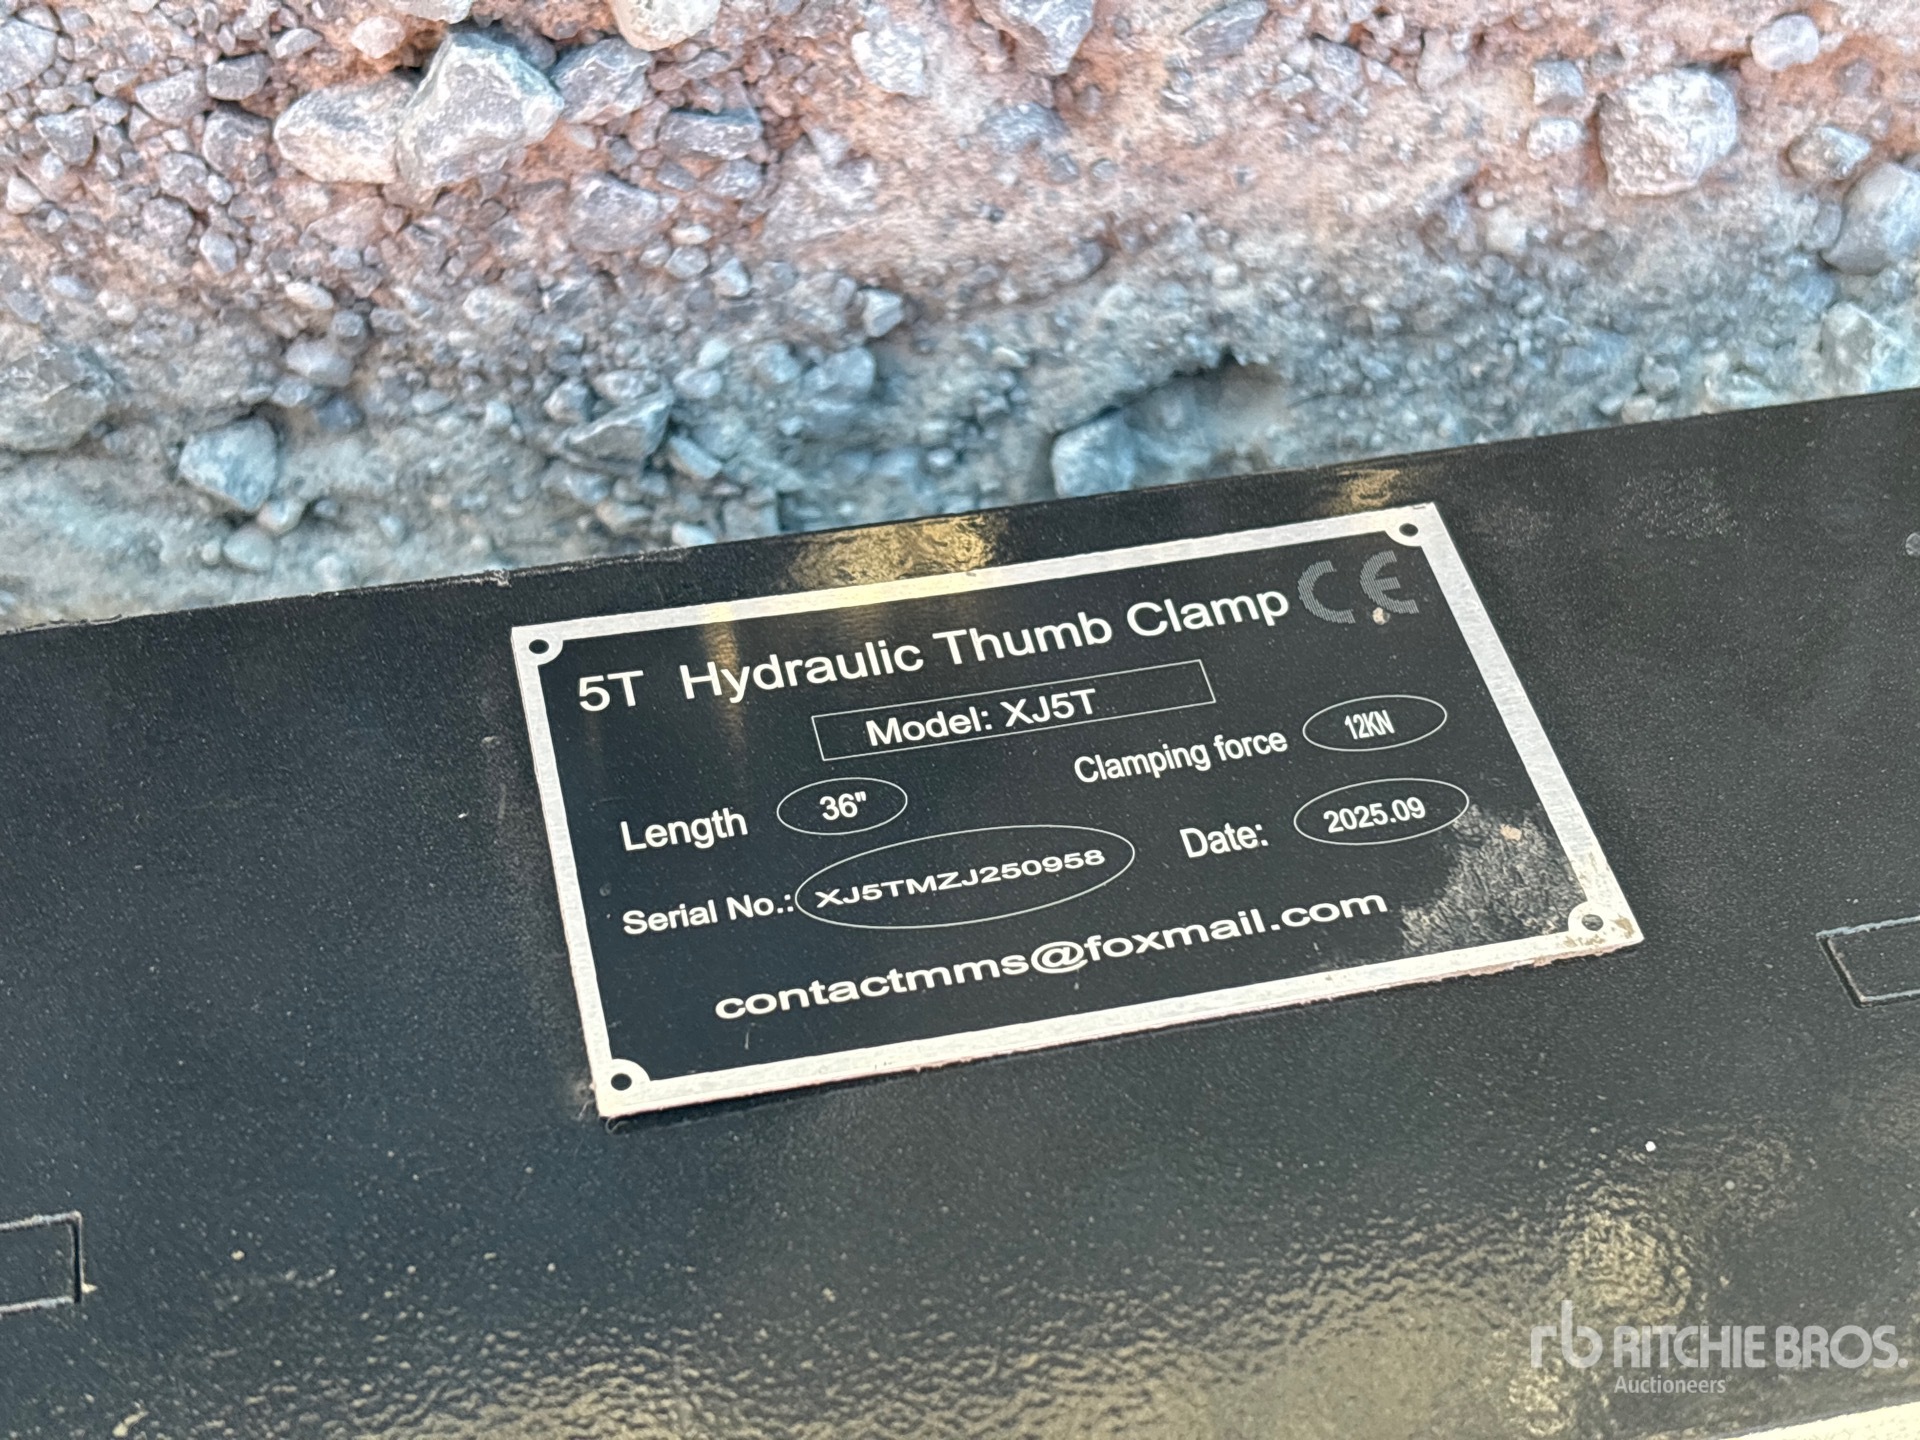 5T Hydraulic Thumb Clamp CE
Model: XJ5T
Clamping force 12KN
Length 36"
Date: 2025.09
Serial No.: XJ5TMZJ250958
contactmms@foxmail.com
rb RITCHIE BROS.
Auctioneers